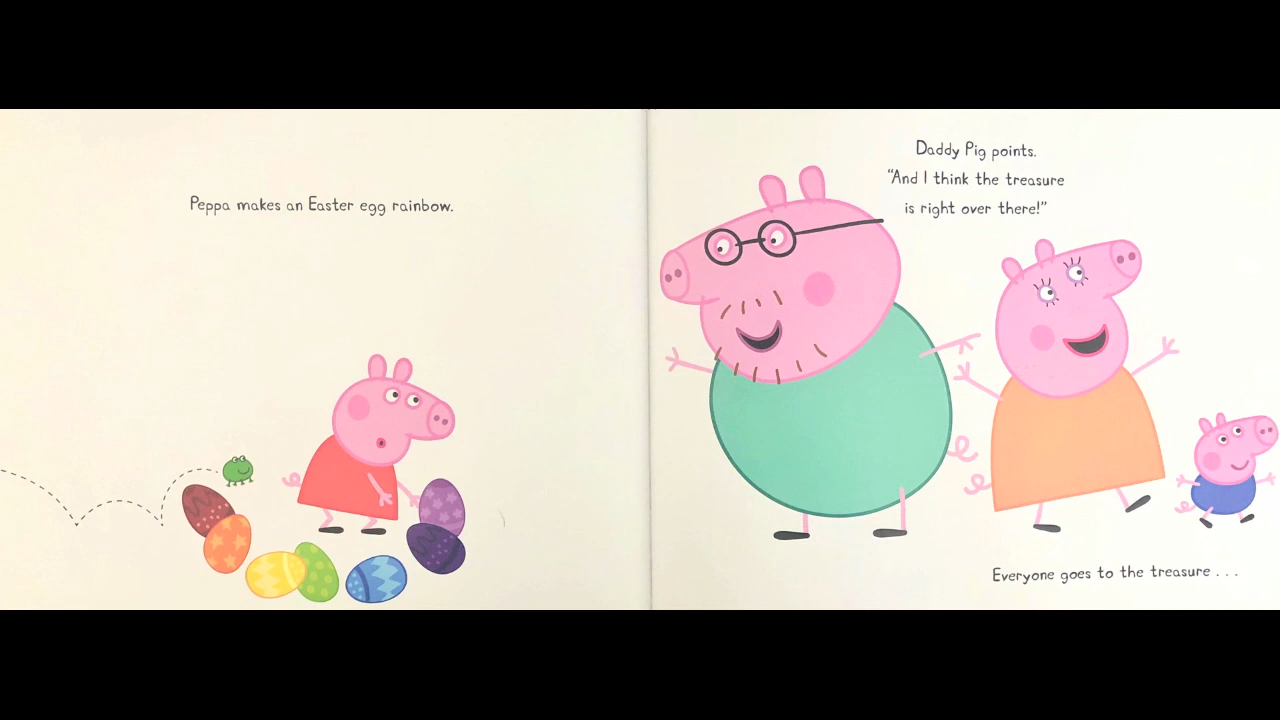 Peppa makes an Easter egg rainbow.
Daddy Pig points.
“And I think the treasure
is right over there!”
Everyone goes to the treasure . . .